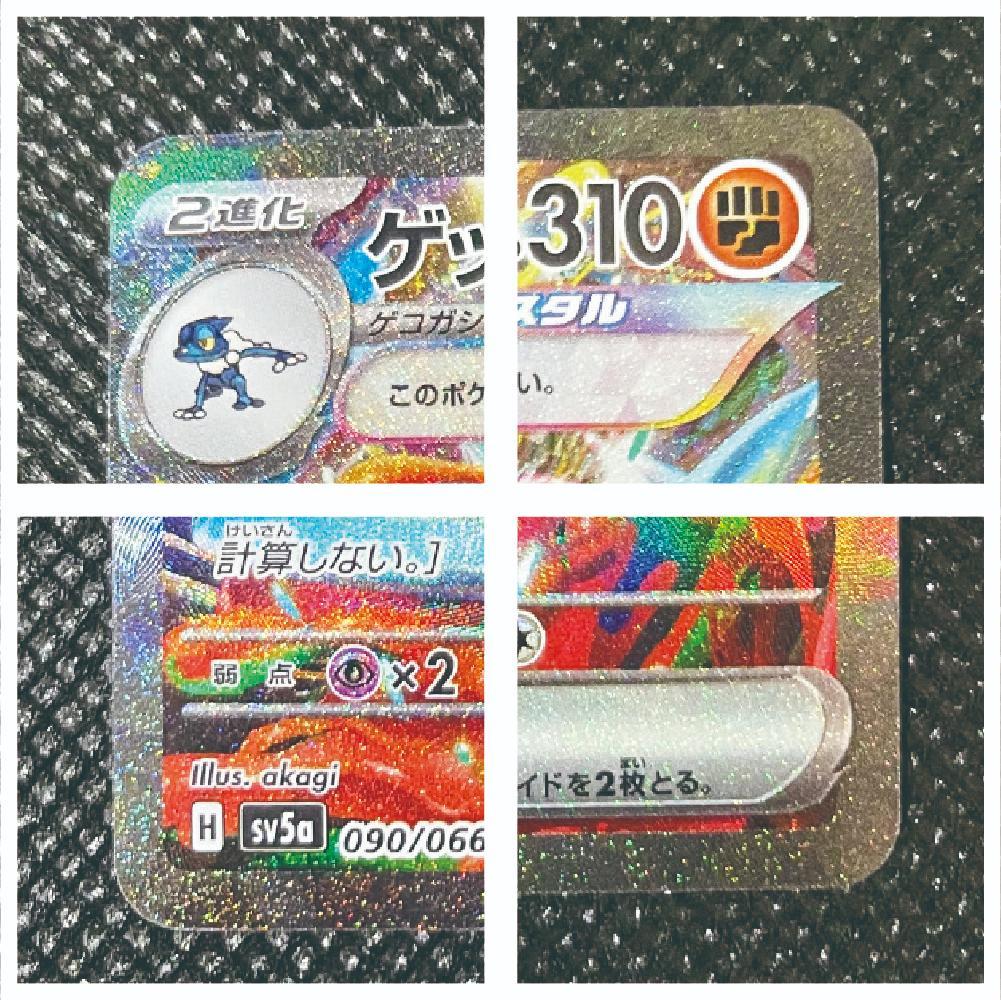 2進化
ゲッ
ゲコガシ
このポケ
310
スタル
い。
けいさん
計算しない。]
弱点 ×2
Illus. akagi
H sv5a 090/066
まい
イドを2枚とる。